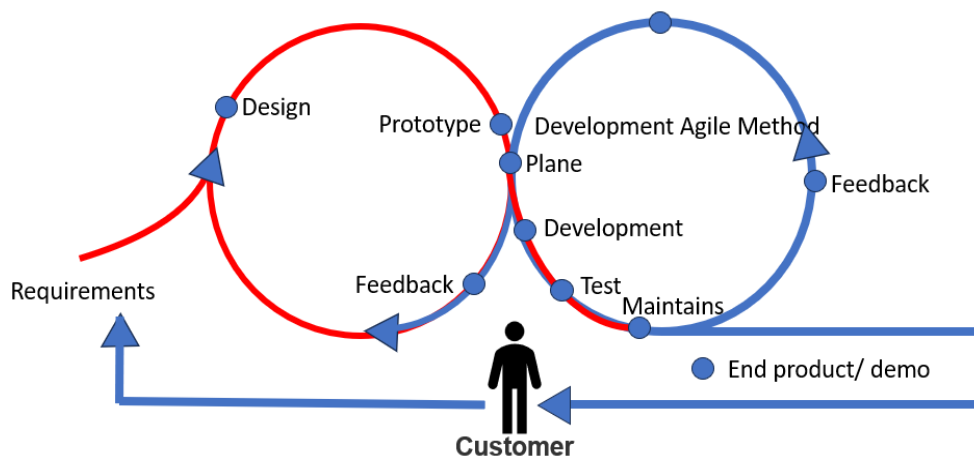 Design
Prototype
Development Agile Method
Plane
Feedback
Development
Feedback
Test
Requirements
Maintains
End product/ demo
Customer